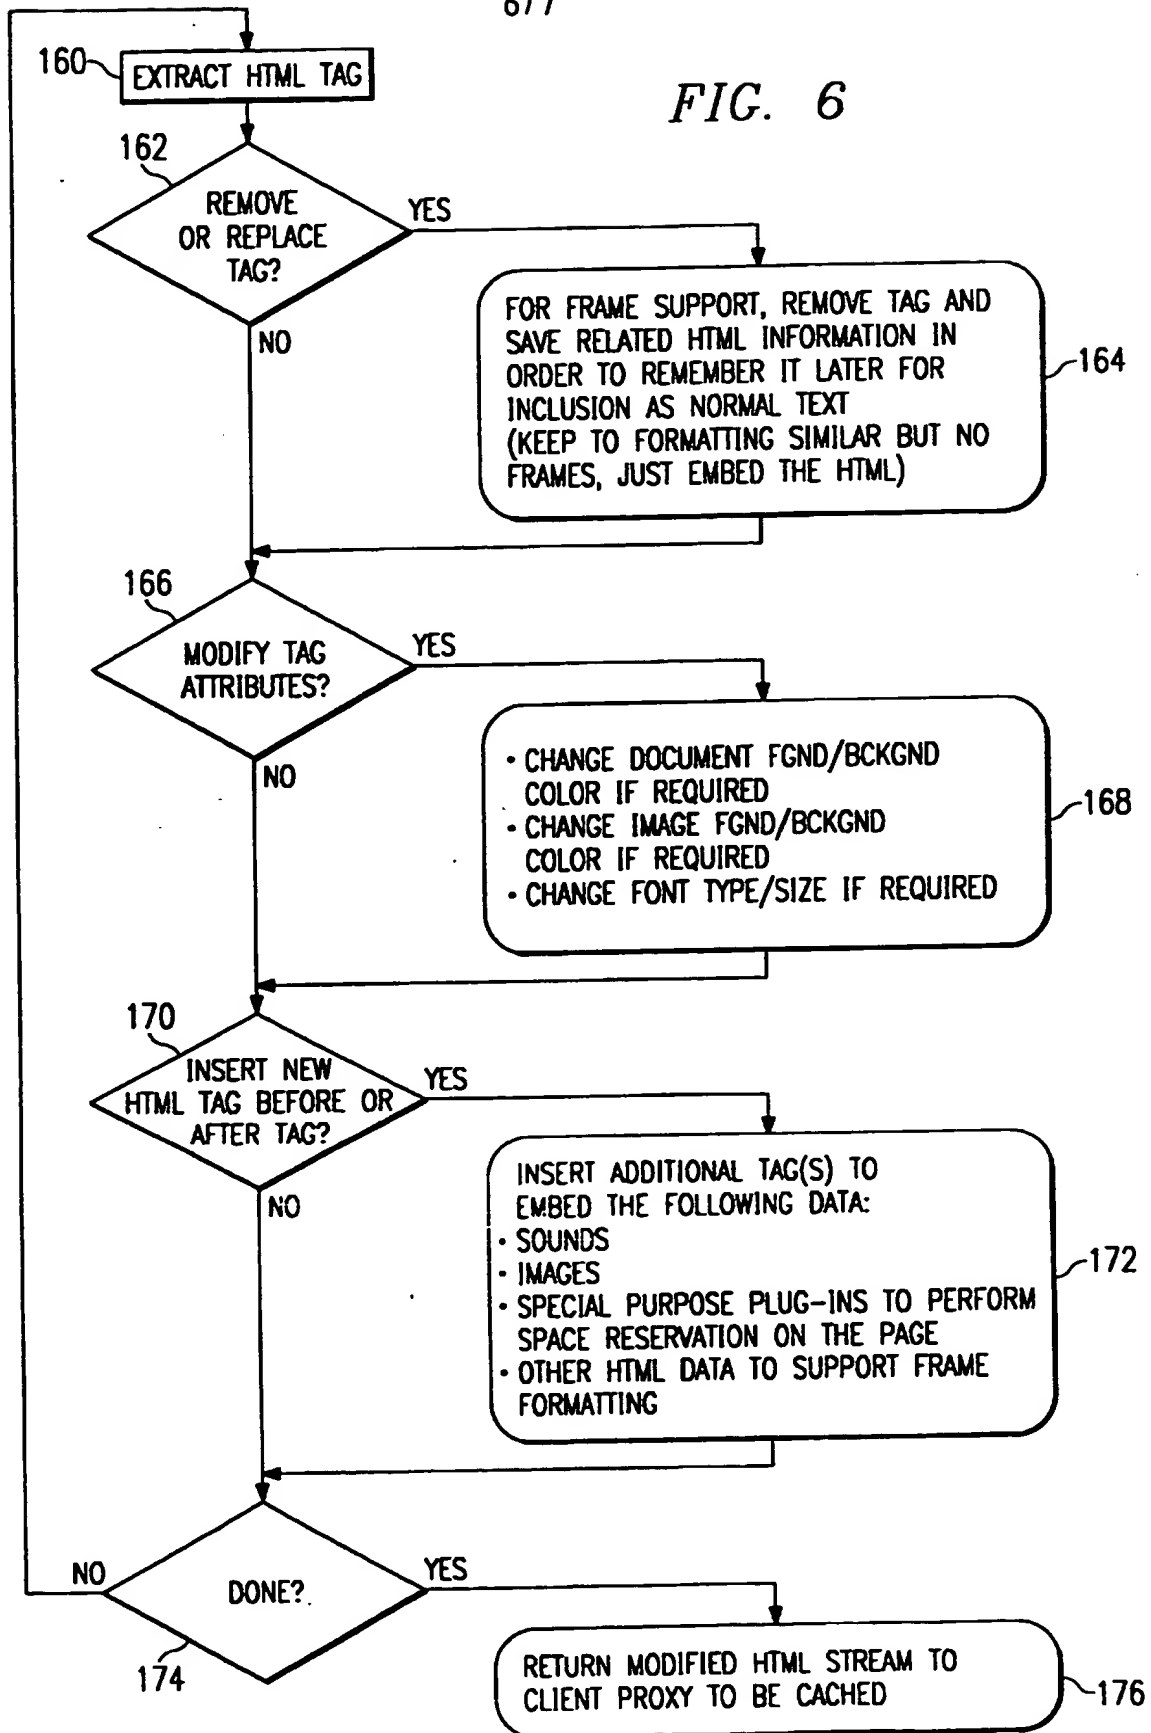 6/7
FIG. 6
160
EXTRACT HTML TAG
162
REMOVE
OR REPLACE
TAG?
YES
NO
FOR FRAME SUPPORT, REMOVE TAG AND
SAVE RELATED HTML INFORMATION IN
ORDER TO REMEMBER IT LATER FOR
INCLUSION AS NORMAL TEXT
(KEEP TO FORMATTING SIMILAR BUT NO
FRAMES, JUST EMBED THE HTML)
164
166
MODIFY TAG
ATTRIBUTES?
YES
NO
• CHANGE DOCUMENT FGND/BCKGND
COLOR IF REQUIRED
• CHANGE IMAGE FGND/BCKGND
COLOR IF REQUIRED
• CHANGE FONT TYPE/SIZE IF REQUIRED
168
170
INSERT NEW
HTML TAG BEFORE OR
AFTER TAG?
YES
NO
INSERT ADDITIONAL TAG(S) TO
EMBED THE FOLLOWING DATA:
• SOUNDS
• IMAGES
• SPECIAL PURPOSE PLUG-INS TO PERFORM
SPACE RESERVATION ON THE PAGE
• OTHER HTML DATA TO SUPPORT FRAME
FORMATTING
172
NO
DONE?
YES
174
RETURN MODIFIED HTML STREAM TO
CLIENT PROXY TO BE CACHED
176